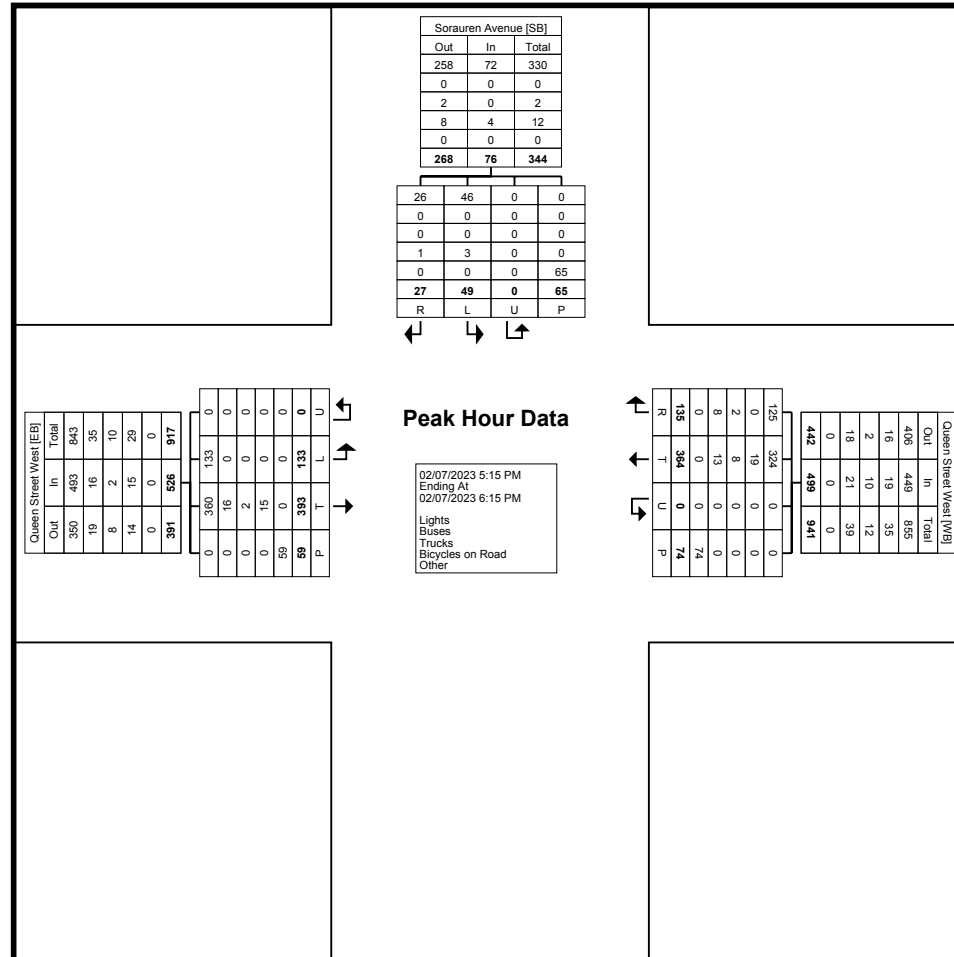 Sorauren Avenue [SB]
Out In Total
258 72 330
0 0 0
2 0 2
8 4 12
0 0 0
268 76 344
26 46 0 0
0 0 0 0
0 0 0 0
1 3 0 0
0 0 0 65
27 49 0 65
R L U P
Queen Street West [EB]
Total In Out
843 493 350
35 16 19
10 2 8
29 15 14
0 0 0
917 526 391
0 133 360 0
0 0 16 0
0 0 2 0
0 0 15 0
0 0 0 59
0 133 393 59
U L T P
Peak Hour Data
02/07/2023 5:15 PM
Ending At
02/07/2023 6:15 PM
Lights
Buses
Trucks
Bicycles on Road
Other
R T U P
135 364 0 74
0 0 0 74
8 13 0 0
2 8 0 0
0 19 0 0
125 324 0 0
Queen Street West [WB]
Out In Total
406 449 855
16 19 35
2 10 12
18 21 39
0 0 0
442 499 941